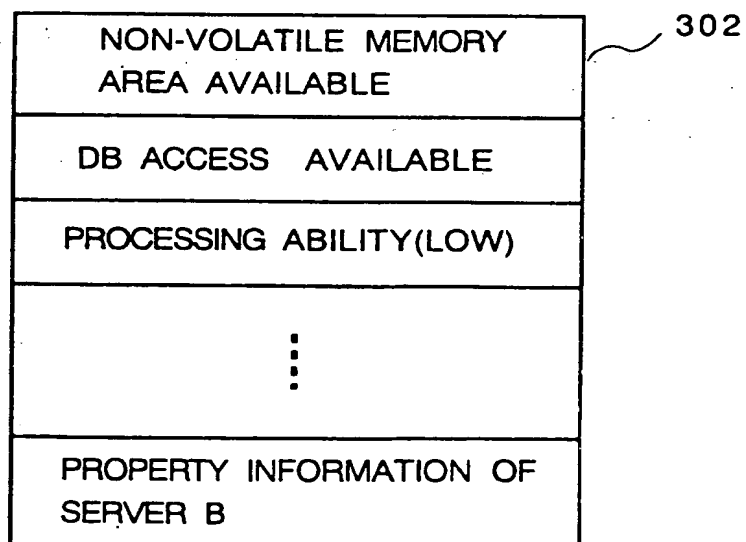 302
NON-VOLATILE MEMORY
AREA AVAILABLE
DB ACCESS AVAILABLE
PROCESSING ABILITY(LOW)
PROPERTY INFORMATION OF
SERVER B